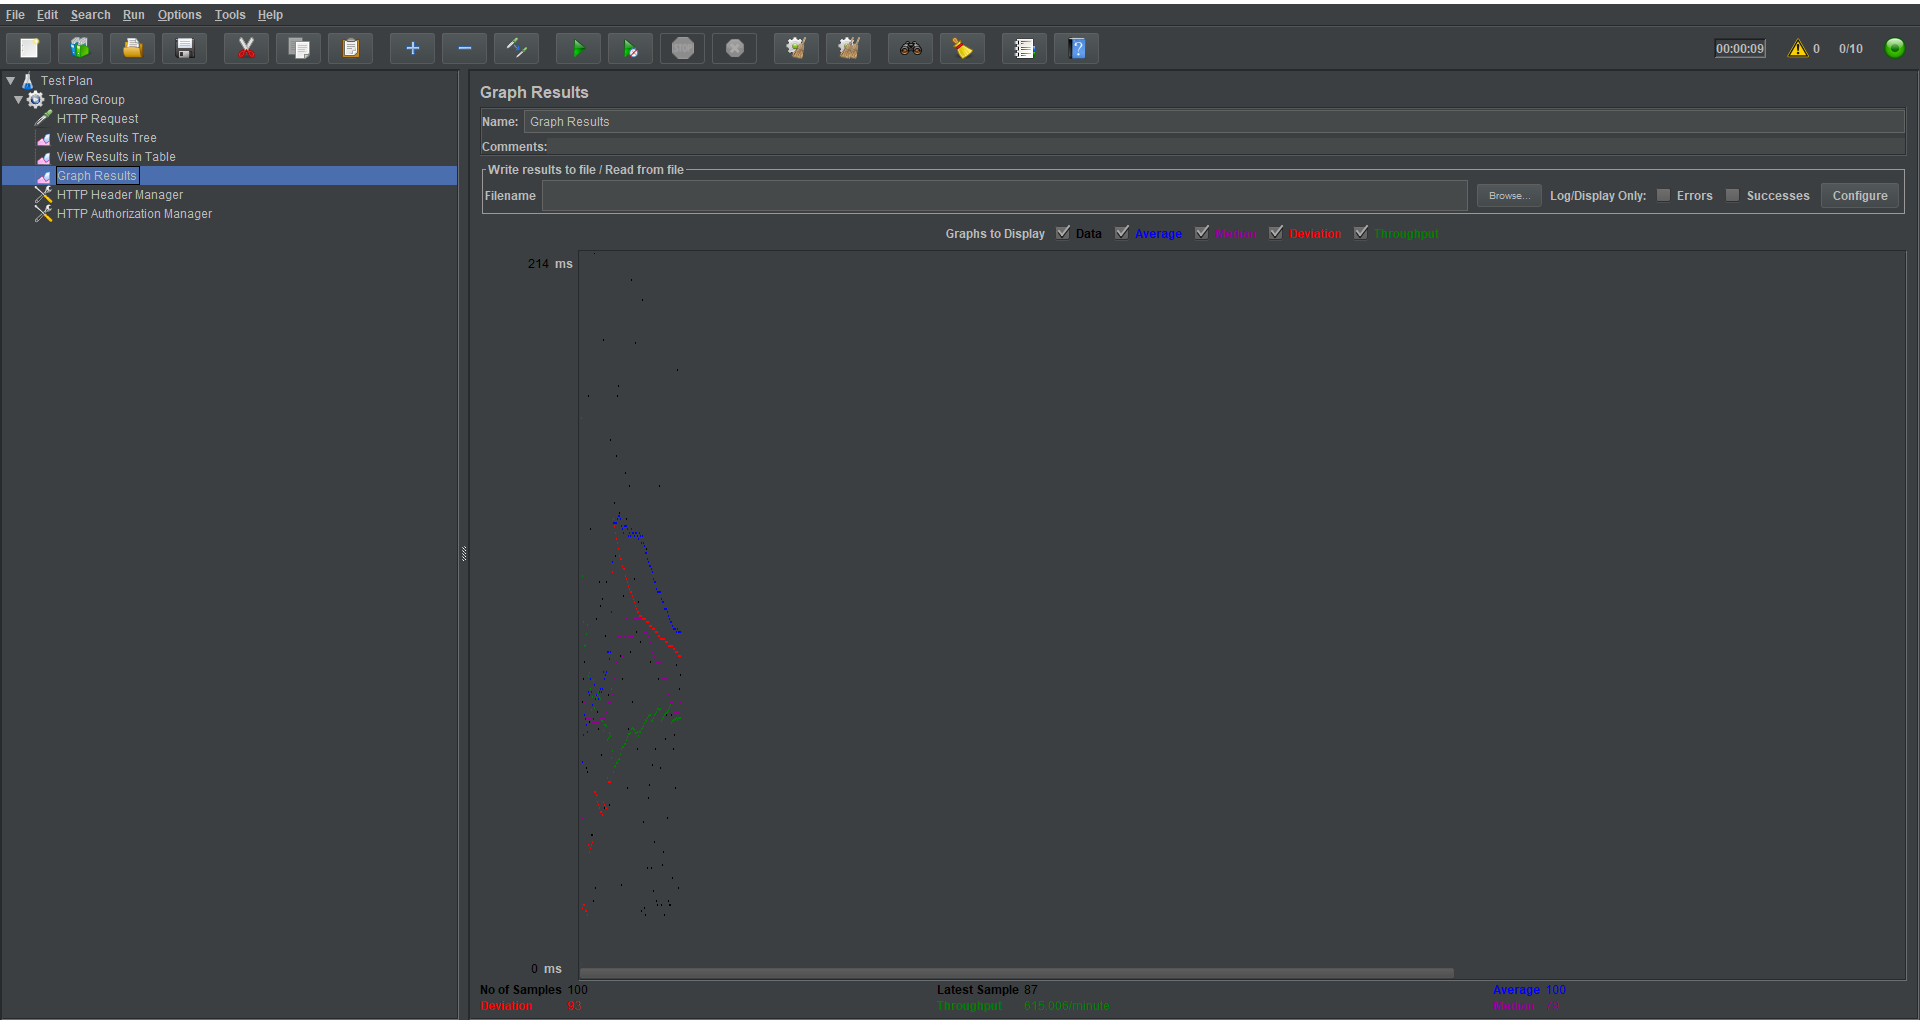 File Edit Search Run Options Tools Help
00:00:09 0 0/10
Test Plan
Thread Group
HTTP Request
View Results Tree
View Results in Table
Graph Results
HTTP Header Manager
HTTP Authorization Manager
Graph Results
Name: Graph Results
Comments:
Write results to file / Read from file
Filename Browse... Log/Display Only: Errors Successes Configure
Graphs to Display Data Average Median Deviation Throughput
214 ms
0 ms
No of Samples 100 Latest Sample 87 Average 100
Deviation 93 Throughput 615.006/minute Median